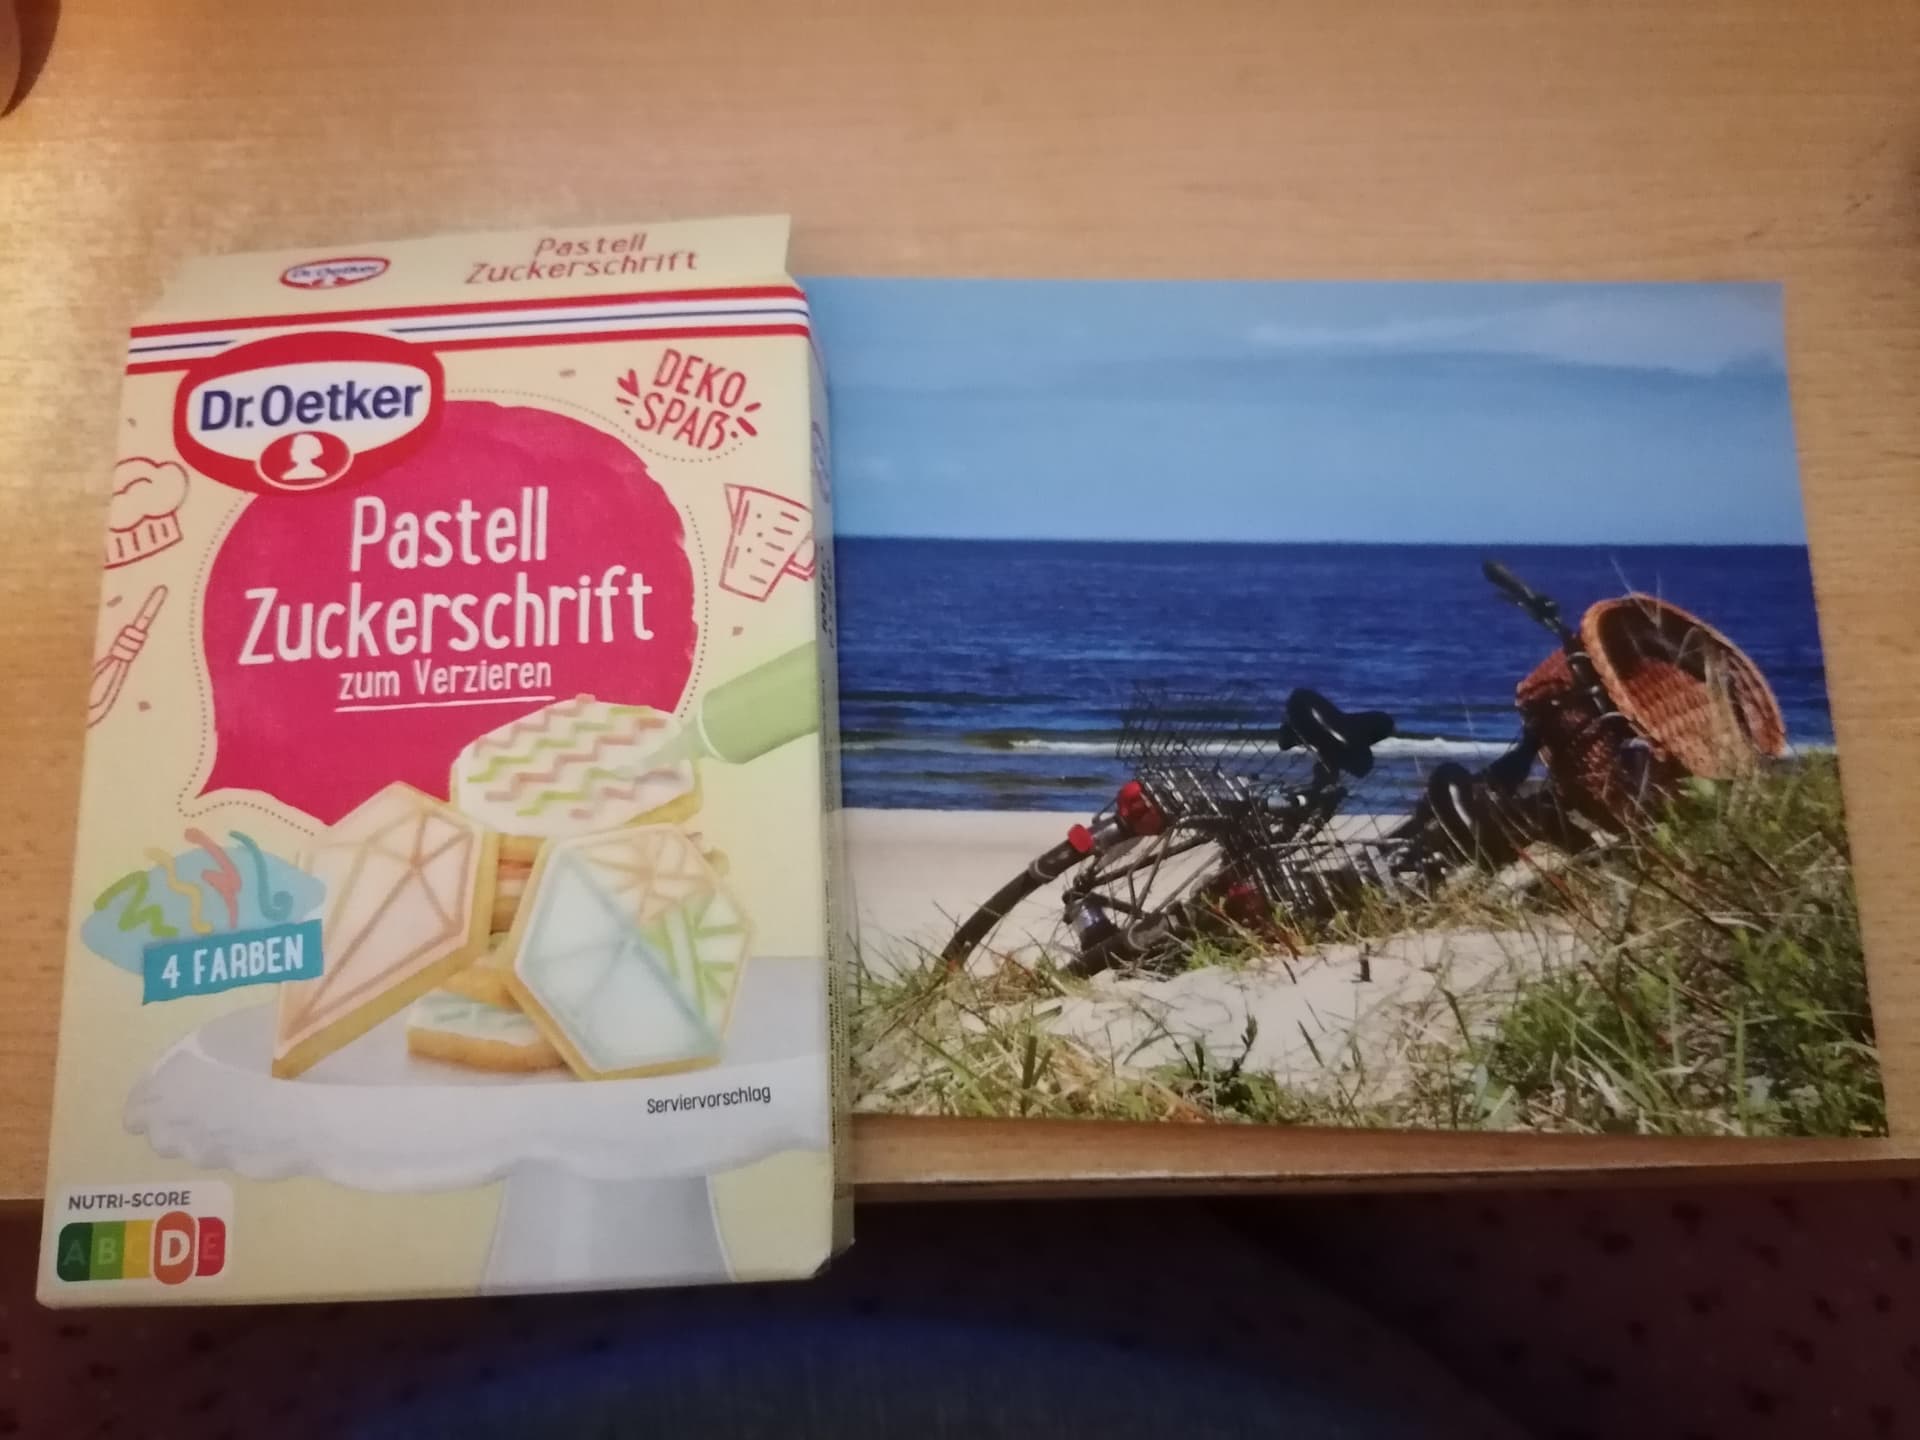 Dr. Oetker
Pastell
Zuckerschrift
Dr. Oetker
DEKO
SPAß
Pastell
Zuckerschrift
zum Verzieren
4 FARBEN
Serviervorschlag
NUTRI-SCORE
A B C D E